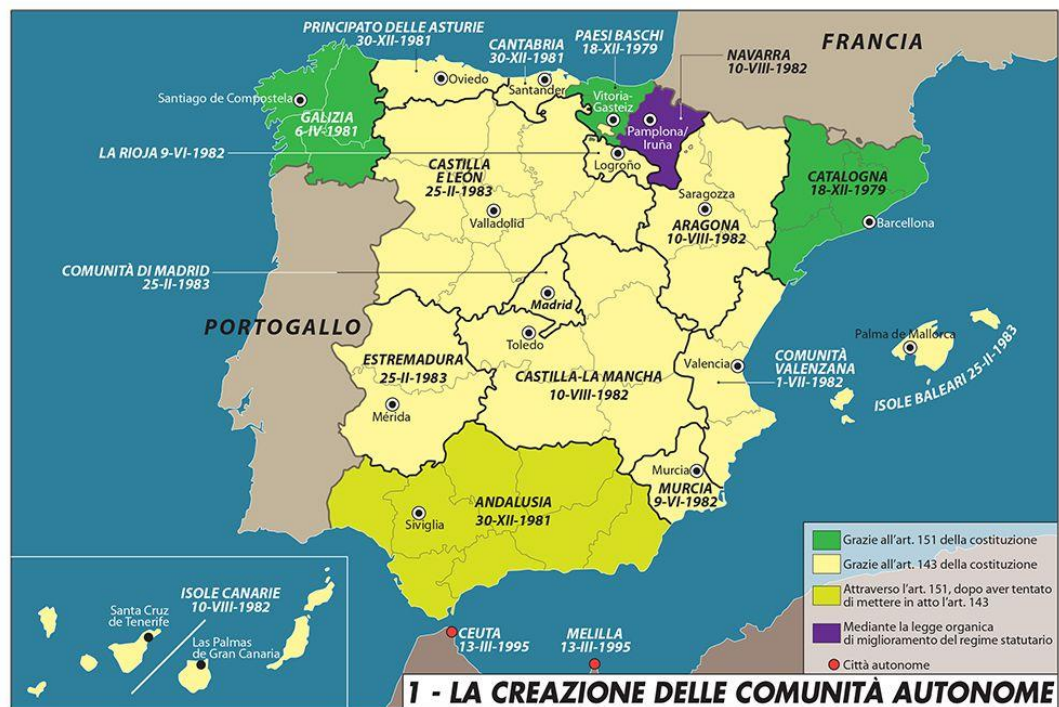 PRINCIPATO DELLE ASTURIE
30-XII-1981
CANTABRIA
30-XII-1981
PAESI BASCHI
18-XII-1979
NAVARRA
10-VIII-1982
FRANCIA
Oviedo
Santander
Santiago de Compostela
GALIZIA
6-IV-1981
Vitoria-
Gasteiz
Pamplona/
Iruña
LA RIOJA 9-VI-1982
Logroño
CASTILLA
E LEÓN
25-II-1983
Valladolid
Saragozza
ARAGONA
10-VIII-1982
CATALOGNA
18-XII-1979
Barcellona
COMUNITÀ DI MADRID
25-II-1983
Madrid
PORTOGALLO
Toledo
ESTREMADURA
25-II-1983
Mérida
CASTILLA-LA MANCHA
10-VIII-1982
Valencia
COMUNITÀ
VALENZANA
1-VII-1982
Palma de Mallorca
ISOLE BALEARI 25-II-1983
Murcia
MURCIA
9-VI-1982
ANDALUSIA
30-XII-1981
Siviglia
ISOLE CANARIE
10-VIII-1982
Santa Cruz
de Tenerife
Las Palmas
de Gran Canaria
CEUTA
13-III-1995
MELILLA
13-III-1995
Grazie all'art. 151 della costituzione
Grazie all'art. 143 della costituzione
Attraverso l'art. 151, dopo aver tentato
di mettere in atto l'art. 143
Mediante la legge organica
di miglioramento del regime statutario
Città autonome
1 - LA CREAZIONE DELLE COMUNITÀ AUTONOME